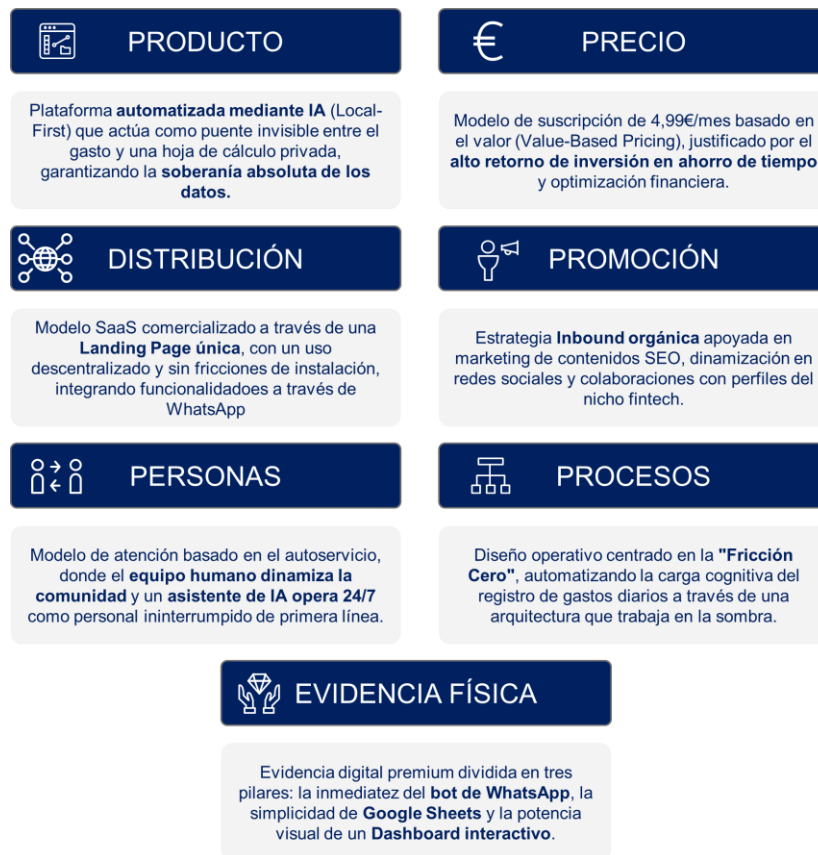 PRODUCTO
Plataforma automatizada mediante IA (Local-
First) que actúa como puente invisible entre el
gasto y una hoja de cálculo privada,
garantizando la soberanía absoluta de los
datos.
€ PRECIO
Modelo de suscripción de 4,99€/mes basado en
el valor (Value-Based Pricing), justificado por el
alto retorno de inversión en ahorro de tiempo
y optimización financiera.
DISTRIBUCIÓN
Modelo SaaS comercializado a través de una
Landing Page única, con un uso
descentralizado y sin fricciones de instalación,
integrando funcionalidadoes a través de
WhatsApp
PROMOCIÓN
Estrategia Inbound orgánica apoyada en
marketing de contenidos SEO, dinamización en
redes sociales y colaboraciones con perfiles del
nicho fintech.
PERSONAS
Modelo de atención basado en el autoservicio,
donde el equipo humano dinamiza la
comunidad y un asistente de IA opera 24/7
como personal ininterrumpido de primera línea.
PROCESOS
Diseño operativo centrado en la "Fricción
Cero", automatizando la carga cognitiva del
registro de gastos diarios a través de una
arquitectura que trabaja en la sombra.
EVIDENCIA FÍSICA
Evidencia digital premium dividida en tres
pilares: la inmediatez del bot de WhatsApp, la
simplicidad de Google Sheets y la potencia
visual de un Dashboard interactivo.